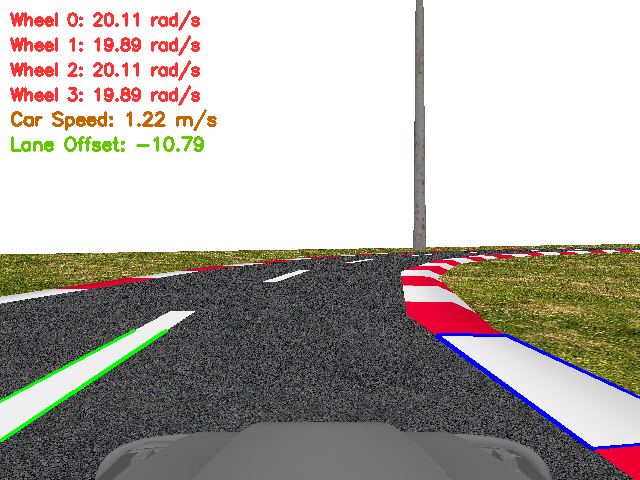 Wheel 0: 20.11 rad/s
Wheel 1: 19.89 rad/s
Wheel 2: 20.11 rad/s
Wheel 3: 19.89 rad/s
Car Speed: 1.22 m/s
Lane Offset: -10.79